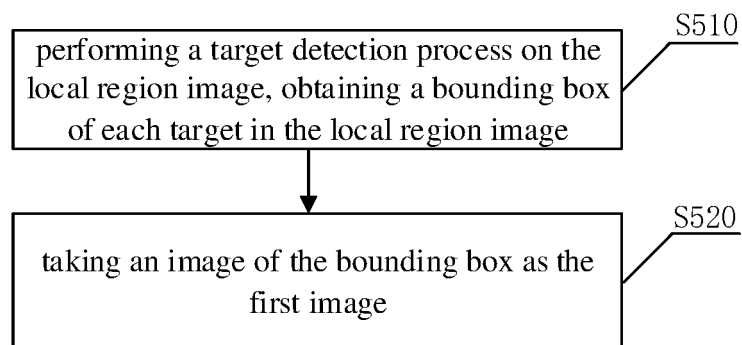 S510
performing a target detection process on the
local region image, obtaining a bounding box
of each target in the local region image
S520
taking an image of the bounding box as the
first image